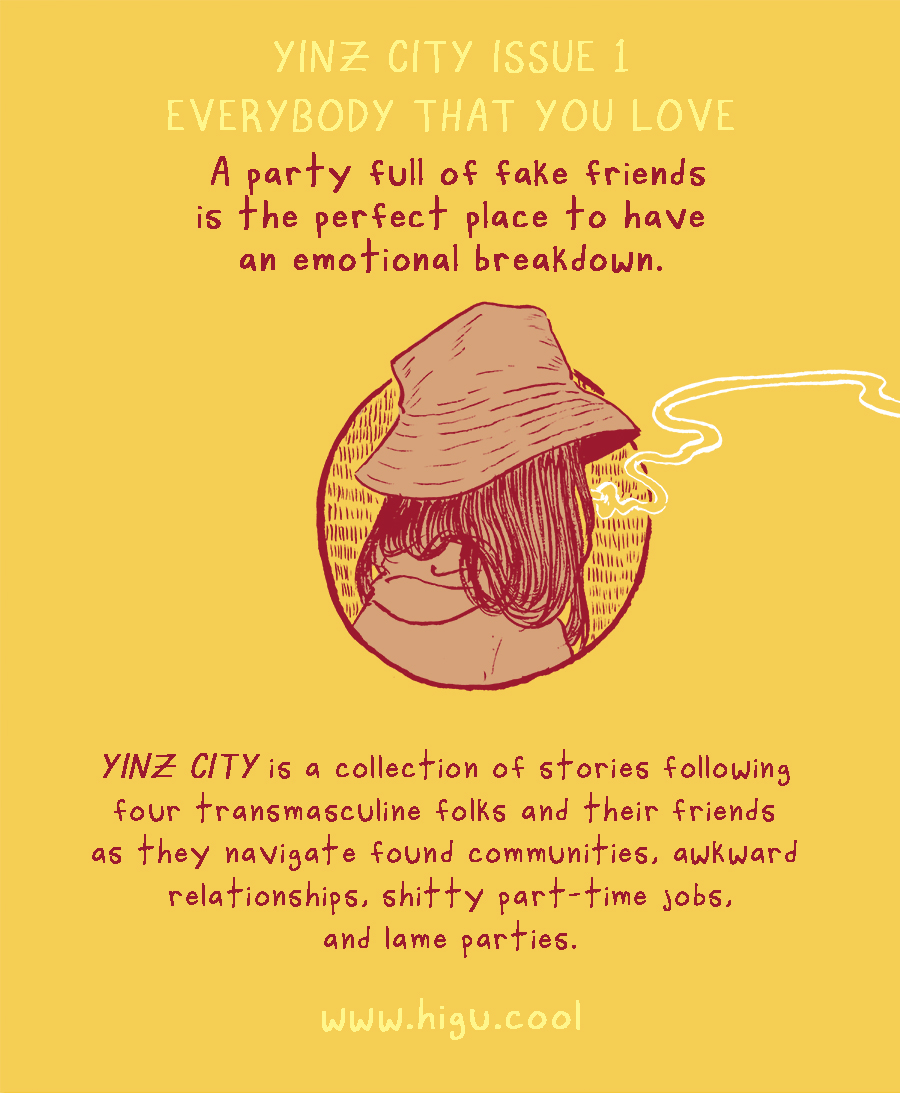 YINZ CITY ISSUE 1
EVERYBODY THAT YOU LOVE
A party full of fake friends
is the perfect place to have
an emotional breakdown.
YINZ CITY is a collection of stories following
four transmasculine folks and their friends
as they navigate found communities, awkward
relationships, shitty part-time jobs,
and lame parties.
www.higu.cool